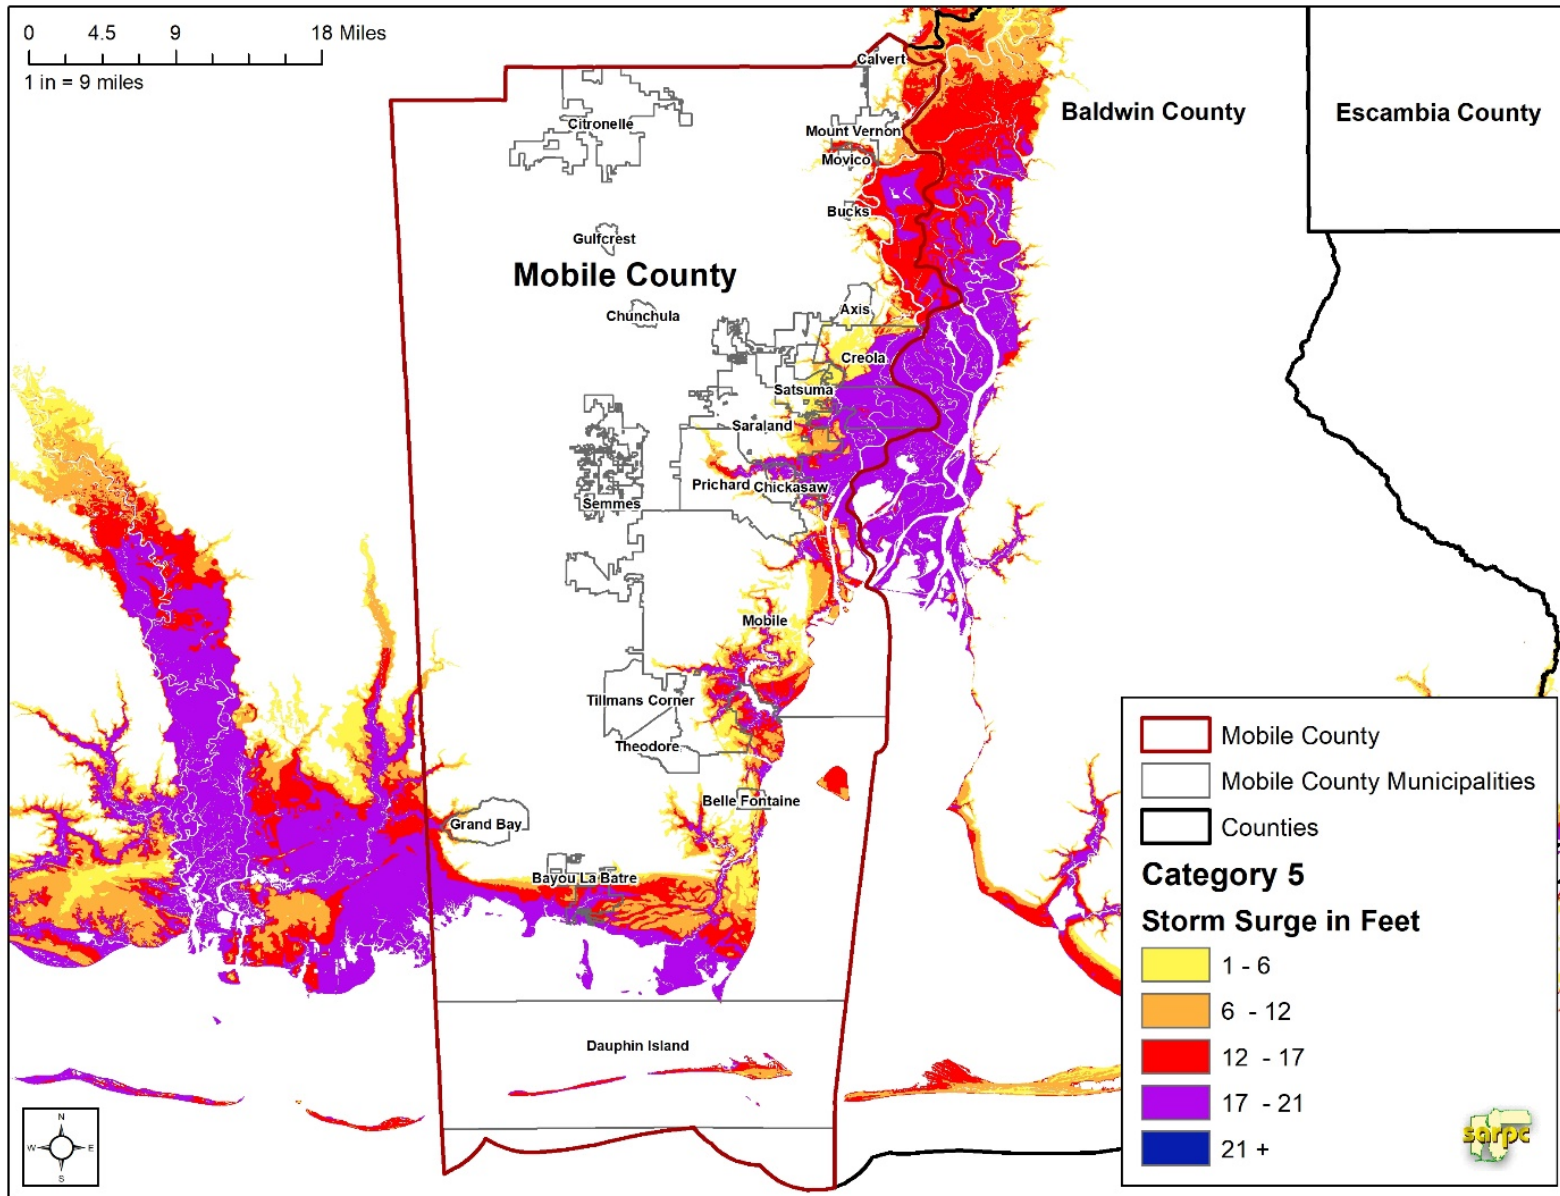 0 4.5 9 18 Miles
1 in = 9 miles
Calvert
Baldwin County
Escambia County
Citronelle
Mount Vernon
Movico
Bucks
Gulfcrest
Mobile County
Axis
Chunchula
Creola
Satsuma
Saraland
Prichard
Chickasaw
Semmes
Mobile
Tillmans Corner
Theodore
Belle Fontaine
Grand Bay
Bayou La Batre
Dauphin Island
Mobile County
Mobile County Municipalities
Counties
Category 5
Storm Surge in Feet
1 - 6
6 - 12
12 - 17
17 - 21
21 +
N
W E
S
sarpc